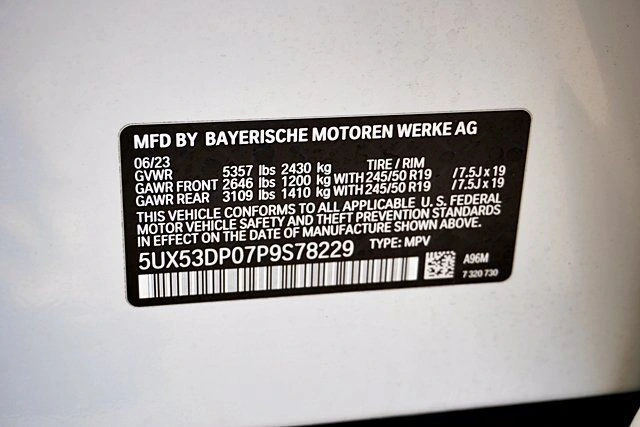 MFD BY BAYERISCHE MOTOREN WERKE AG
06/23
GVWR 5357 lbs 2430 kg TIRE / RIM
GAWR FRONT 2646 lbs 1200 kg WITH 245/50 R19 / 7.5J x 19
GAWR REAR 3109 lbs 1410 kg WITH 245/50 R19 / 7.5J x 19
THIS VEHICLE CONFORMS TO ALL APPLICABLE U. S. FEDERAL
MOTOR VEHICLE SAFETY AND THEFT PREVENTION STANDARDS
IN EFFECT ON THE DATE OF MANUFACTURE SHOWN ABOVE.
5UX53DP07P9S78229 TYPE: MPV
A96M
7 320 730